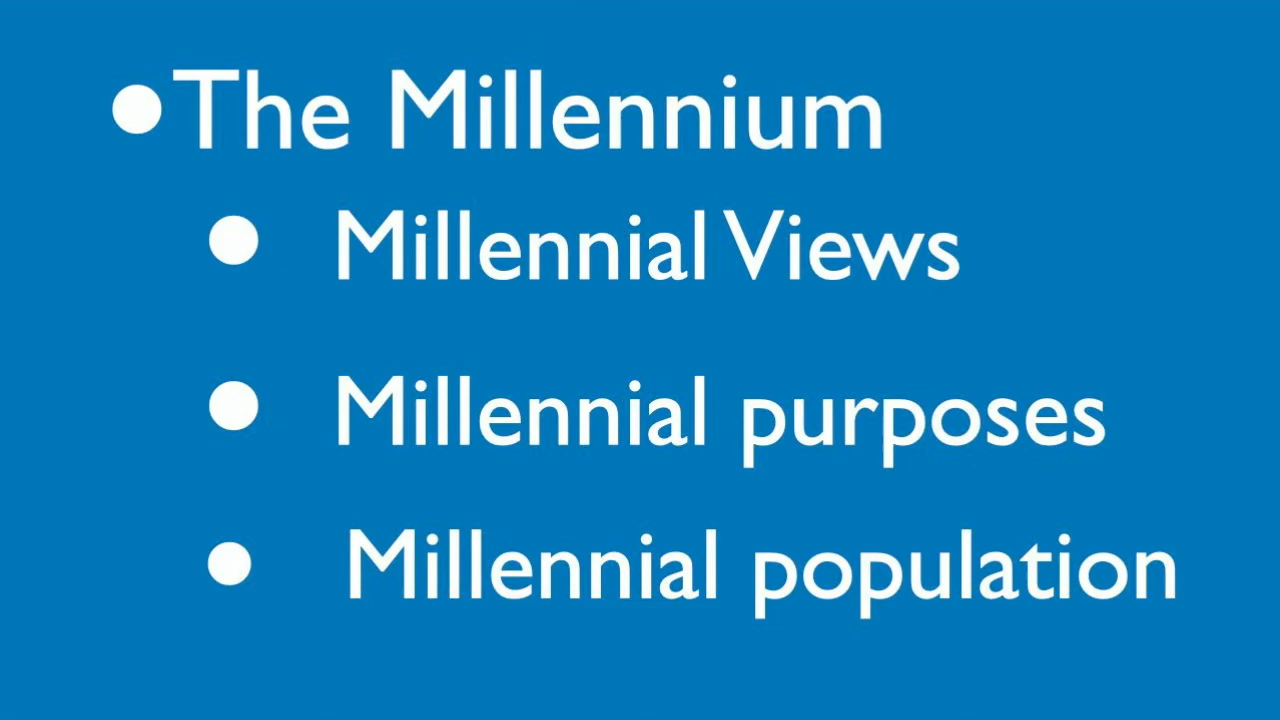 •The Millennium
• Millennial Views
• Millennial purposes
• Millennial population